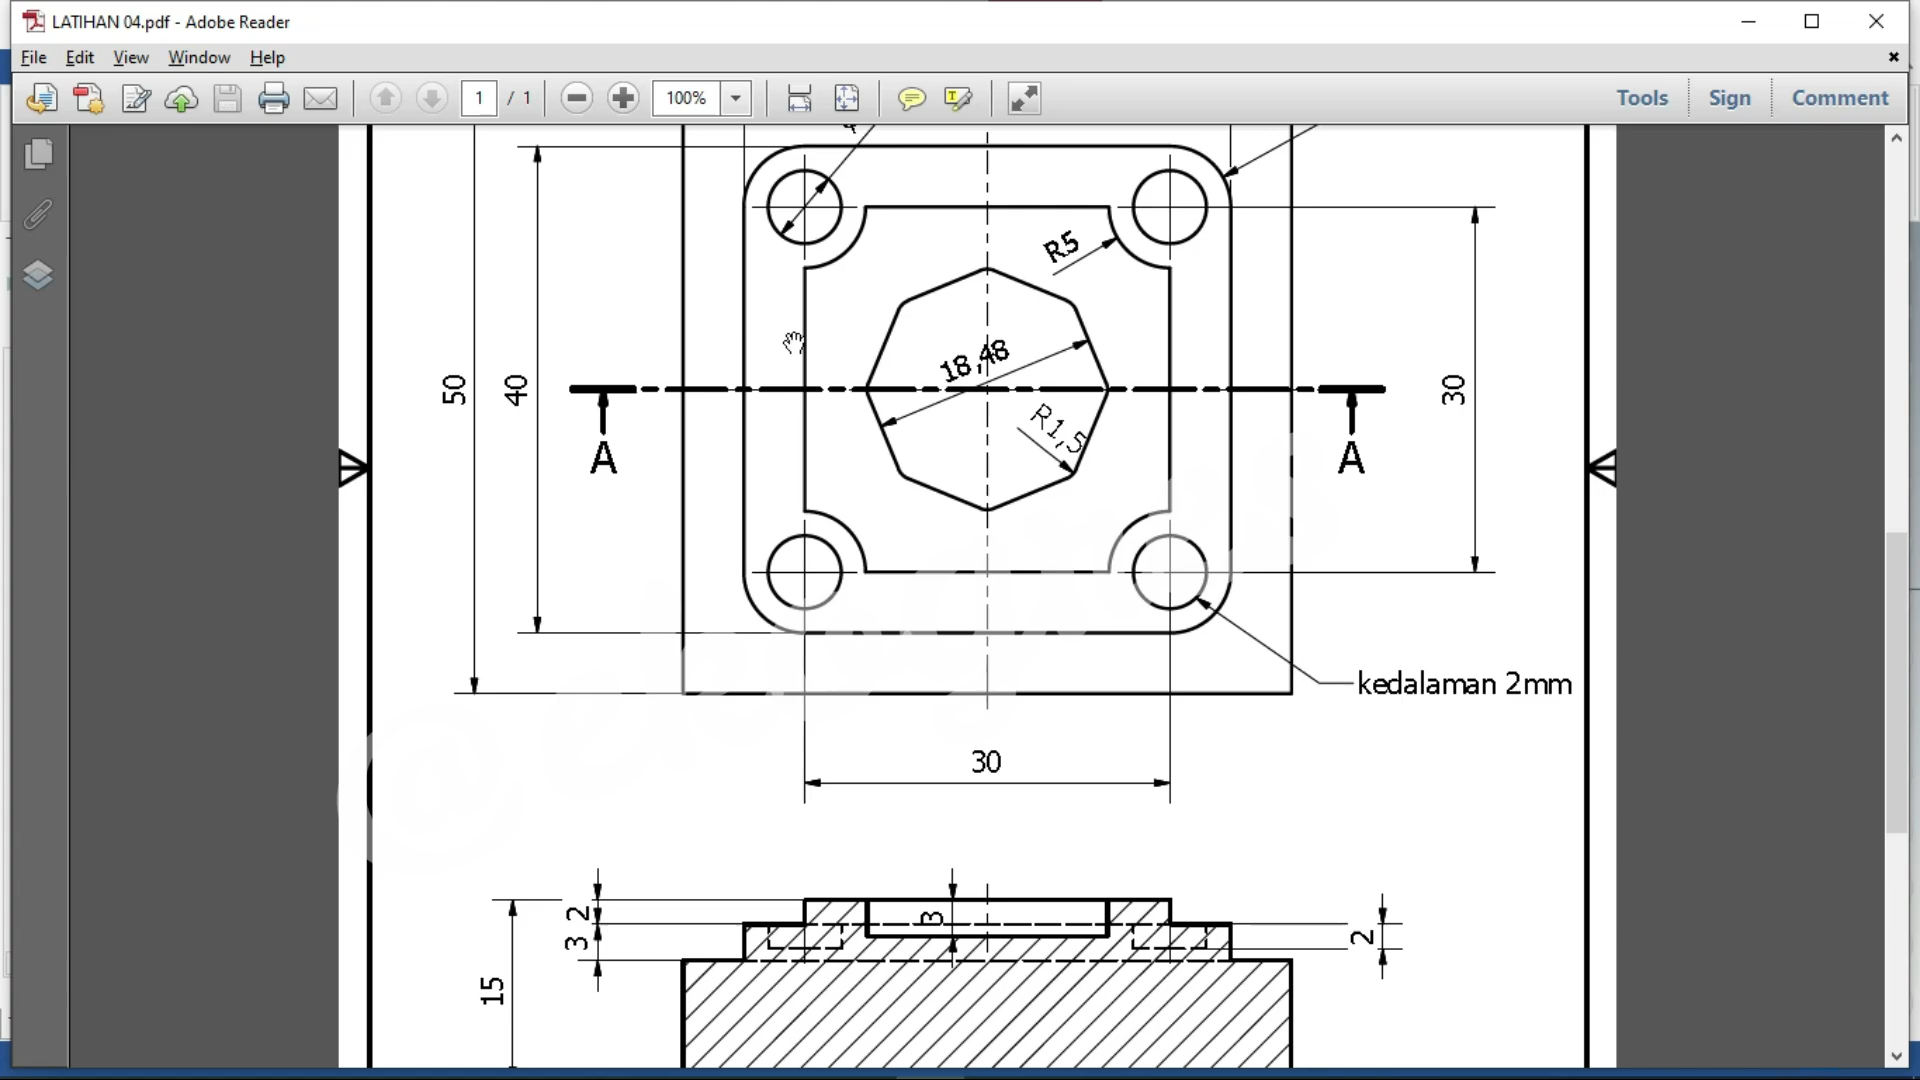 LATIHAN 04.pdf - Adobe Reader
File Edit View Window Help
1 / 1 100% Tools Sign Comment
R5
18,48
50 40 30
R1,5
A A
kedalaman 2mm
30
2 3
3 2
15